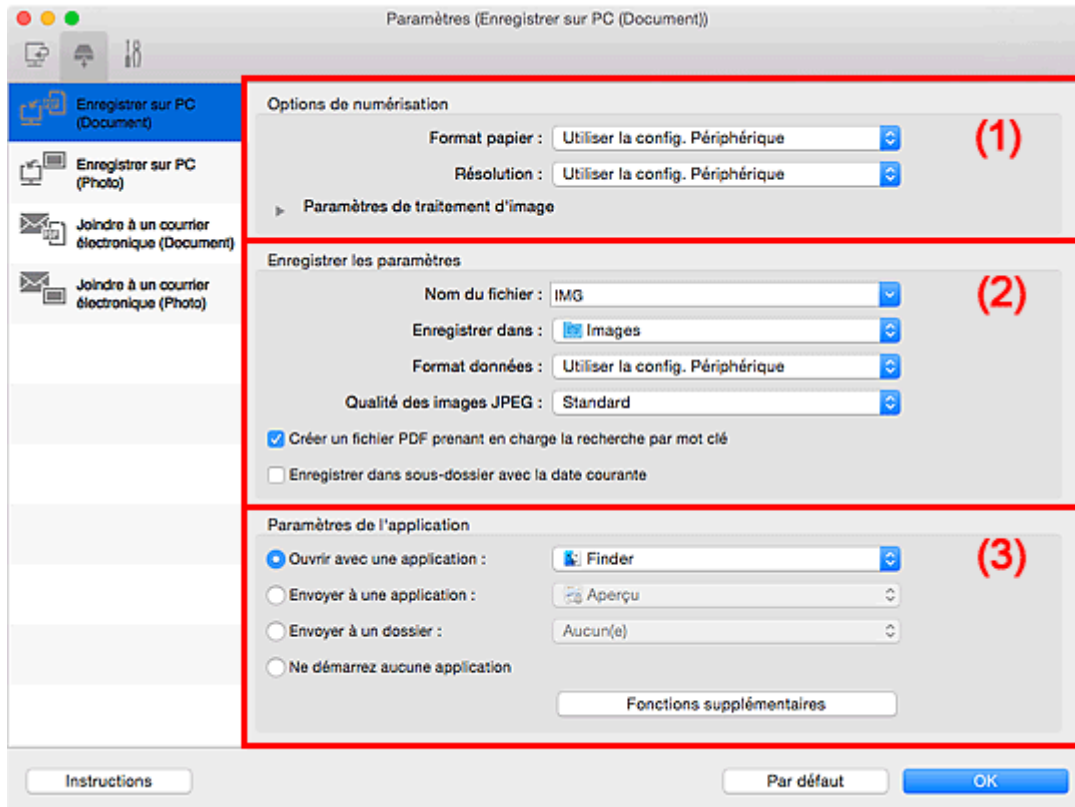 Paramètres (Enregistrer sur PC (Document))
Enregistrer sur PC
(Document)
Enregistrer sur PC
(Photo)
Joindre à un courrier
électronique (Document)
Joindre à un courrier
électronique (Photo)
Options de numérisation
(1)
Format papier : Utiliser la config. Périphérique
Résolution : Utiliser la config. Périphérique
Paramètres de traitement d'image
Enregistrer les paramètres
(2)
Nom du fichier : IMG
Enregistrer dans : Images
Format données : Utiliser la config. Périphérique
Qualité des images JPEG : Standard
Créer un fichier PDF prenant en charge la recherche par mot clé
Enregistrer dans sous-dossier avec la date courante
Paramètres de l'application
(3)
Ouvrir avec une application : Finder
Envoyer à une application : Aperçu
Envoyer à un dossier : Aucun(e)
Ne démarrez aucune application
Fonctions supplémentaires
Instructions
Par défaut
OK